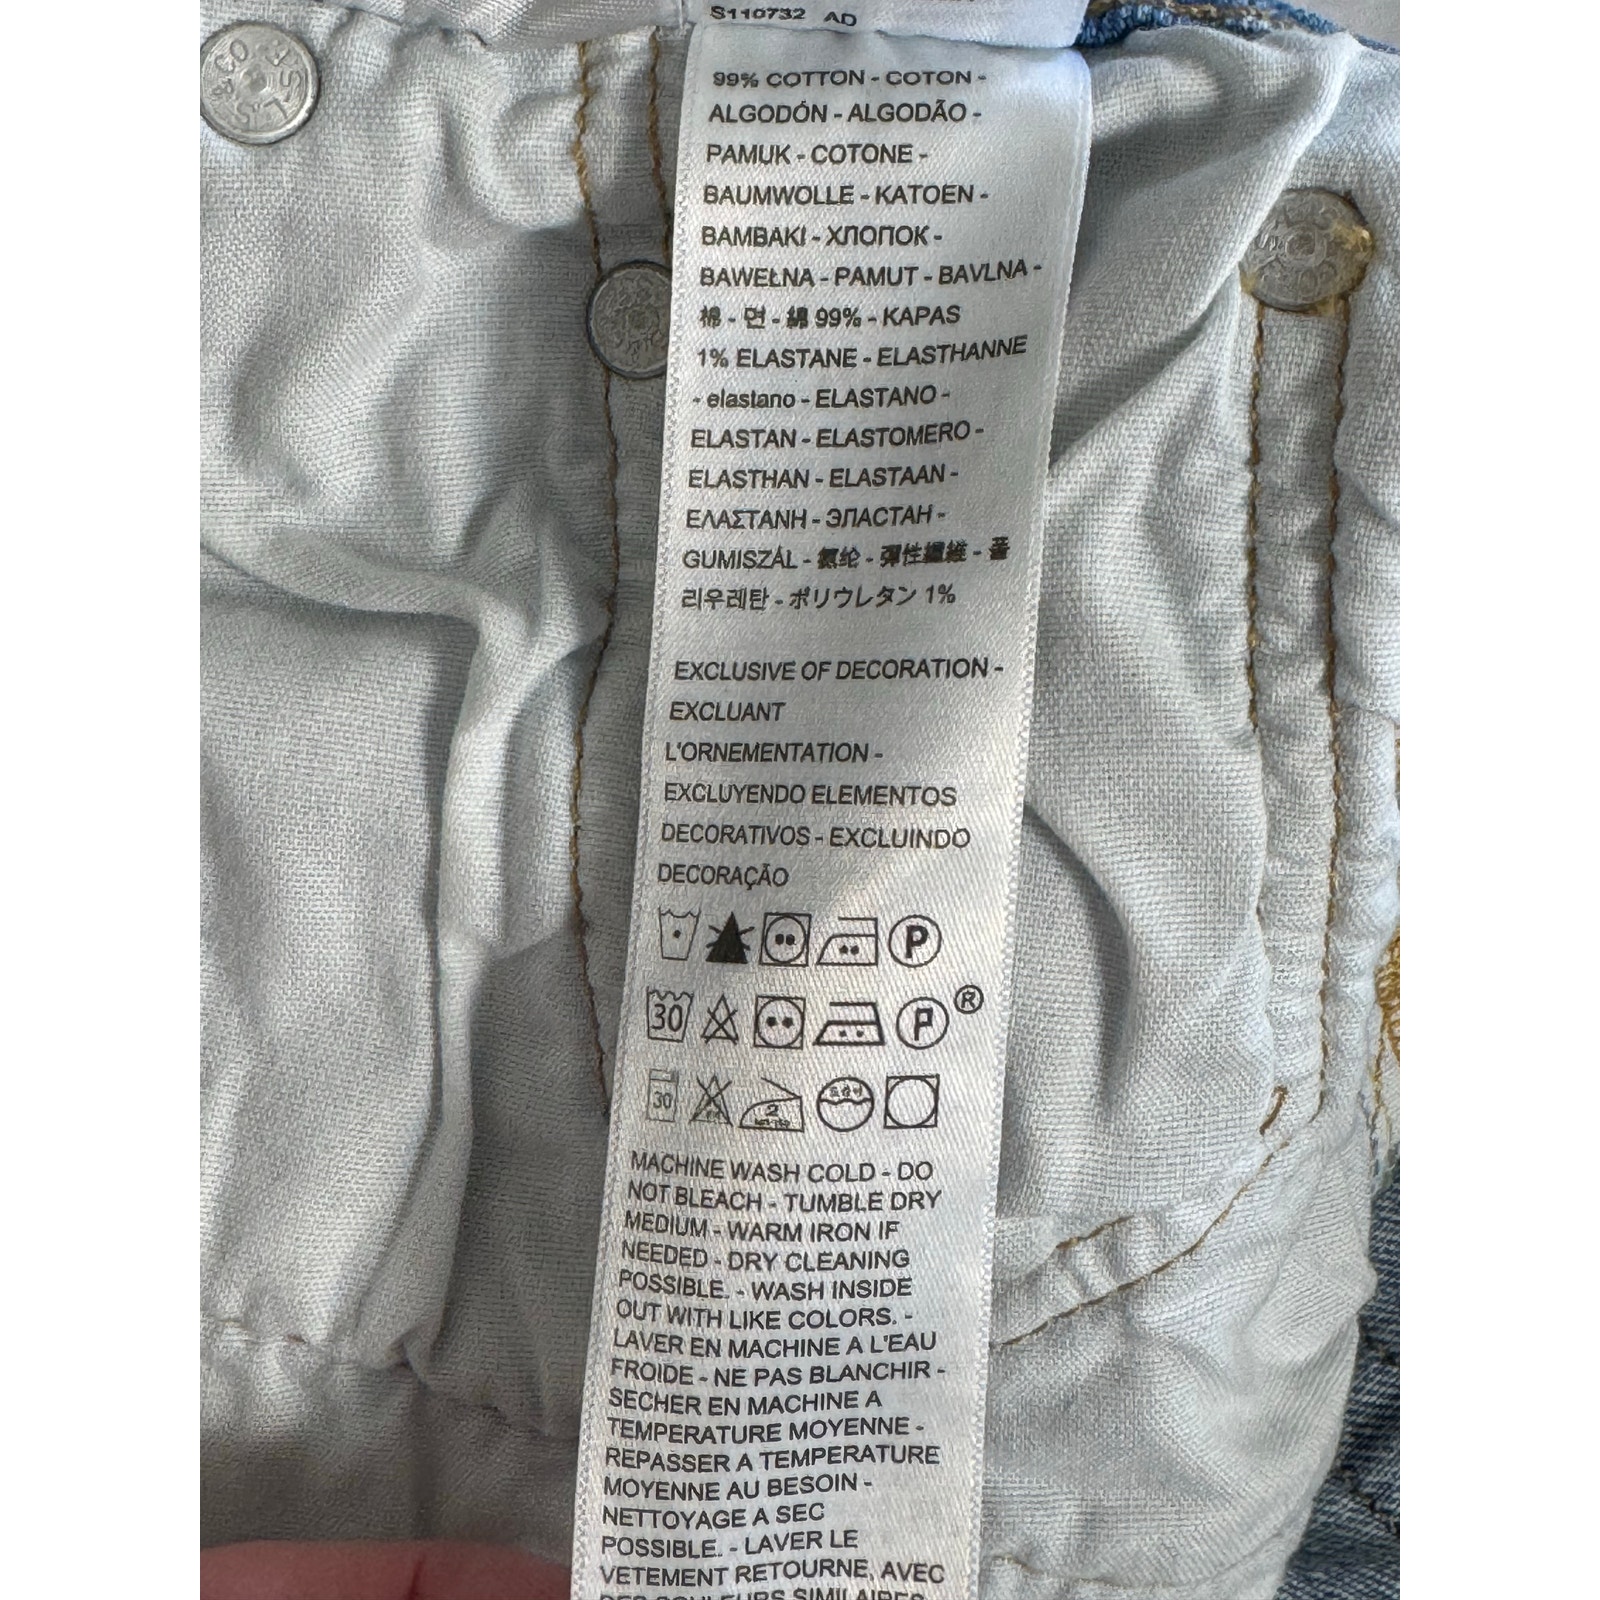 S110732 AD
99% COTTON - COTON -
ALGODÓN - ALGODÃO -
PAMUK - COTONE -
BAUMWOLLE - KATOEN -
BAMBAKI - ХЛОПОК -
BAWEŁNA - PAMUT - BAVLNA -
棉 - 면 - 綿 99% - KAPAS
1% ELASTANE - ELASTHANNE
- elastano - ELASTANO -
ELASTAN - ELASTOMERO -
ELASTHAN - ELASTAAN -
ΕΛΑΣΤΑΝΗ - ЭЛАСТАН -
GUMISZÁL - 氨纶 - 彈性纖維 - 폴
리우레탄 - ポリウレタン 1%
EXCLUSIVE OF DECORATION -
EXCLUANT
L'ORNEMENTATION -
EXCLUYENDO ELEMENTOS
DECORATIVOS - EXCLUINDO
DECORAÇÃO
P
30 P ®
30 2
MACHINE WASH COLD - DO
NOT BLEACH - TUMBLE DRY
MEDIUM - WARM IRON IF
NEEDED - DRY CLEANING
POSSIBLE. - WASH INSIDE
OUT WITH LIKE COLORS. -
LAVER EN MACHINE A L'EAU
FROIDE - NE PAS BLANCHIR -
SECHER EN MACHINE A
TEMPERATURE MOYENNE -
REPASSER A TEMPERATURE
MOYENNE AU BESOIN -
NETTOYAGE A SEC
POSSIBLE. - LAVER LE
VETEMENT RETOURNE, AVEC
DES COULEURS SIMILAIRES